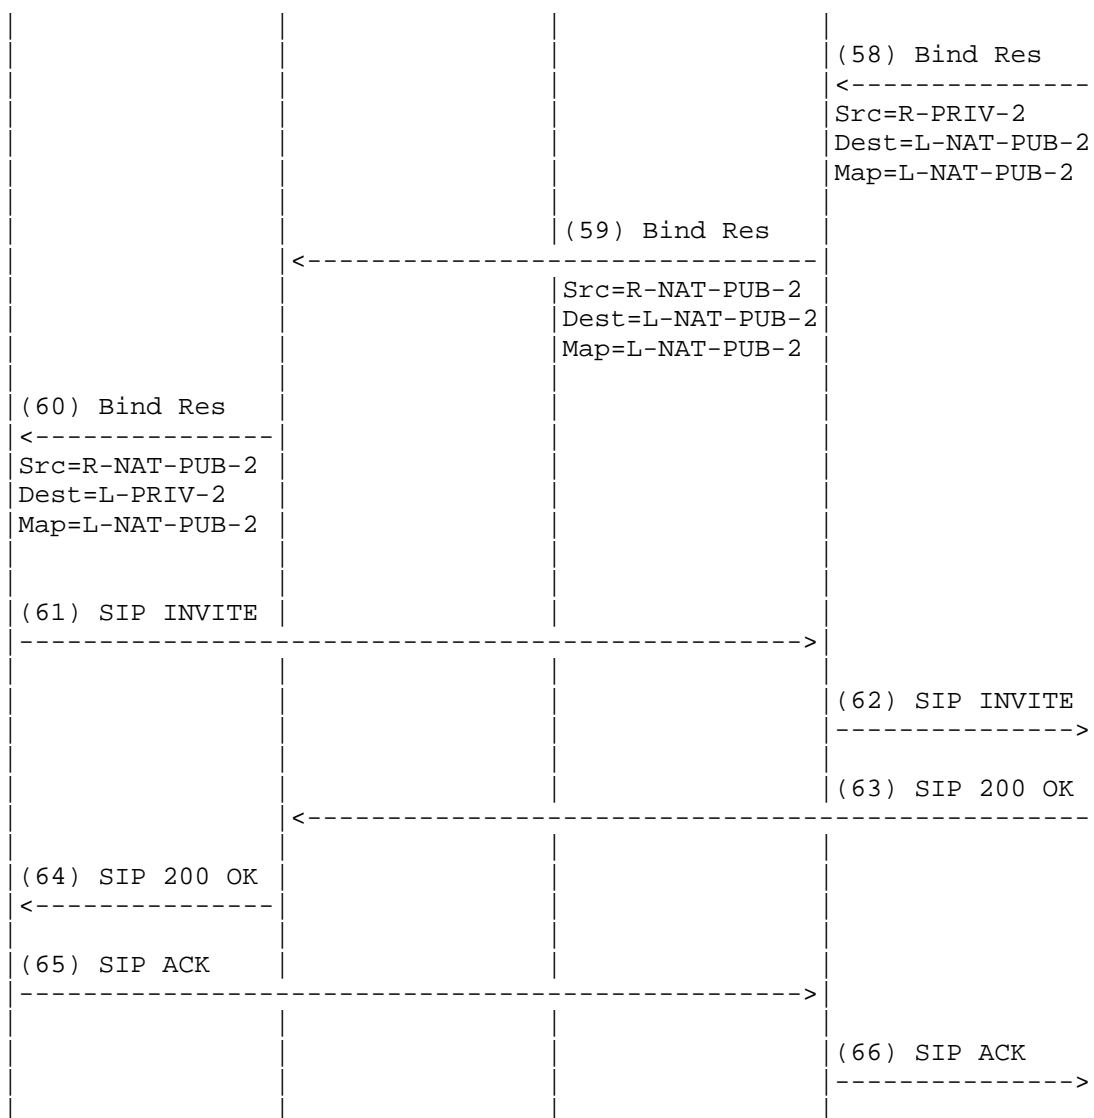 (58) Bind Res
<---------------
Src=R-PRIV-2
Dest=L-NAT-PUB-2
Map=L-NAT-PUB-2
(59) Bind Res
<--------------------------------
Src=R-NAT-PUB-2
Dest=L-NAT-PUB-2
Map=L-NAT-PUB-2
(60) Bind Res
<---------------
Src=R-NAT-PUB-2
Dest=L-PRIV-2
Map=L-NAT-PUB-2
(61) SIP INVITE
------------------------------------------------->
(62) SIP INVITE
--------------->
(63) SIP 200 OK
<-------------------------------------------------
(64) SIP 200 OK
<---------------
(65) SIP ACK
------------------------------------------------->
(66) SIP ACK
--------------->